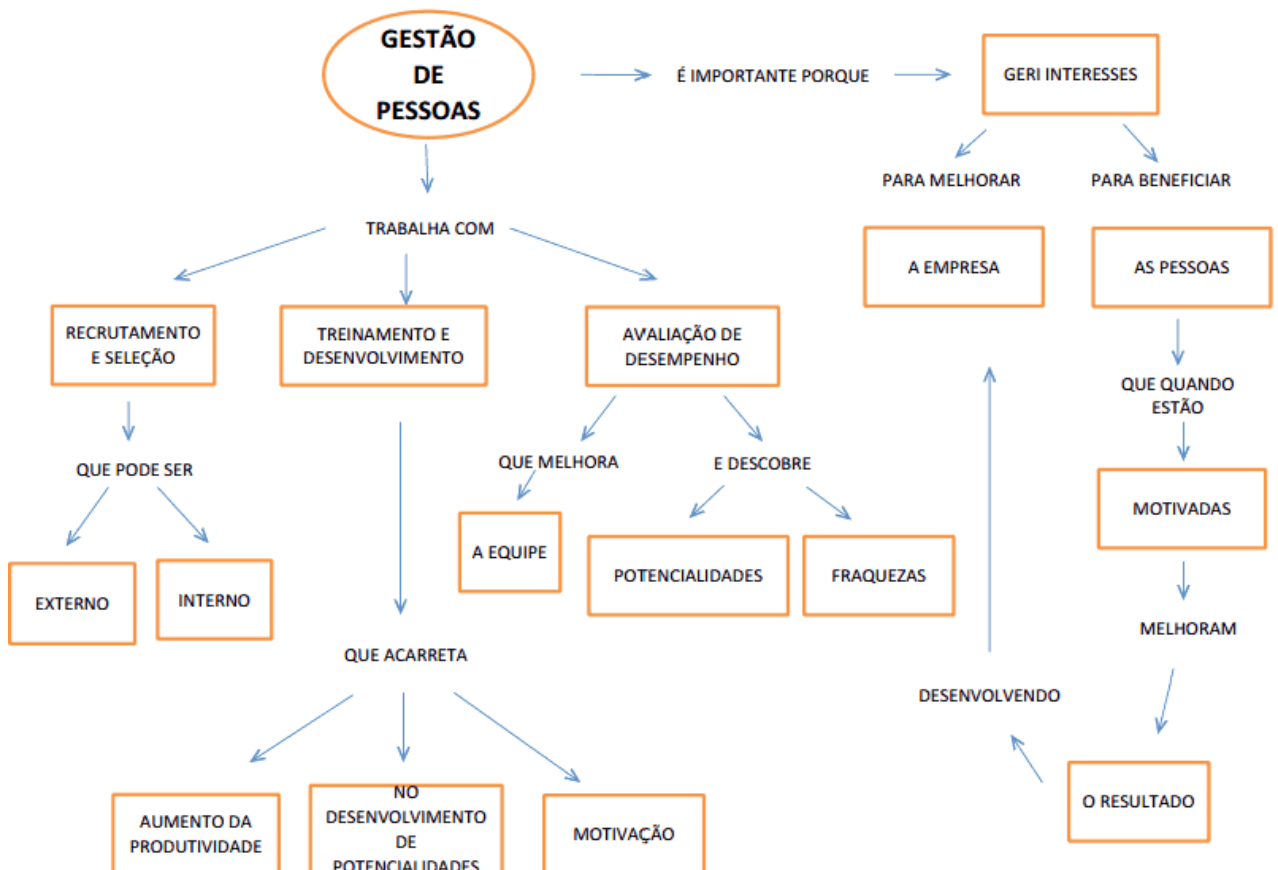 GESTÃO
DE
PESSOAS
É IMPORTANTE PORQUE
GERI INTERESSES
PARA MELHORAR
PARA BENEFICIAR
TRABALHA COM
A EMPRESA
AS PESSOAS
RECRUTAMENTO
E SELEÇÃO
TREINAMENTO E
DESENVOLVIMENTO
AVALIAÇÃO DE
DESEMPENHO
QUE QUANDO
ESTÃO
QUE PODE SER
QUE MELHORA
E DESCOBRE
MOTIVADAS
A EQUIPE
POTENCIALIDADES
FRAQUEZAS
EXTERNO
INTERNO
MELHORAM
QUE ACARRETA
DESENVOLVENDO
O RESULTADO
AUMENTO DA
PRODUTIVIDADE
NO
DESENVOLVIMENTO
DE
POTENCIALIDADES
MOTIVAÇÃO